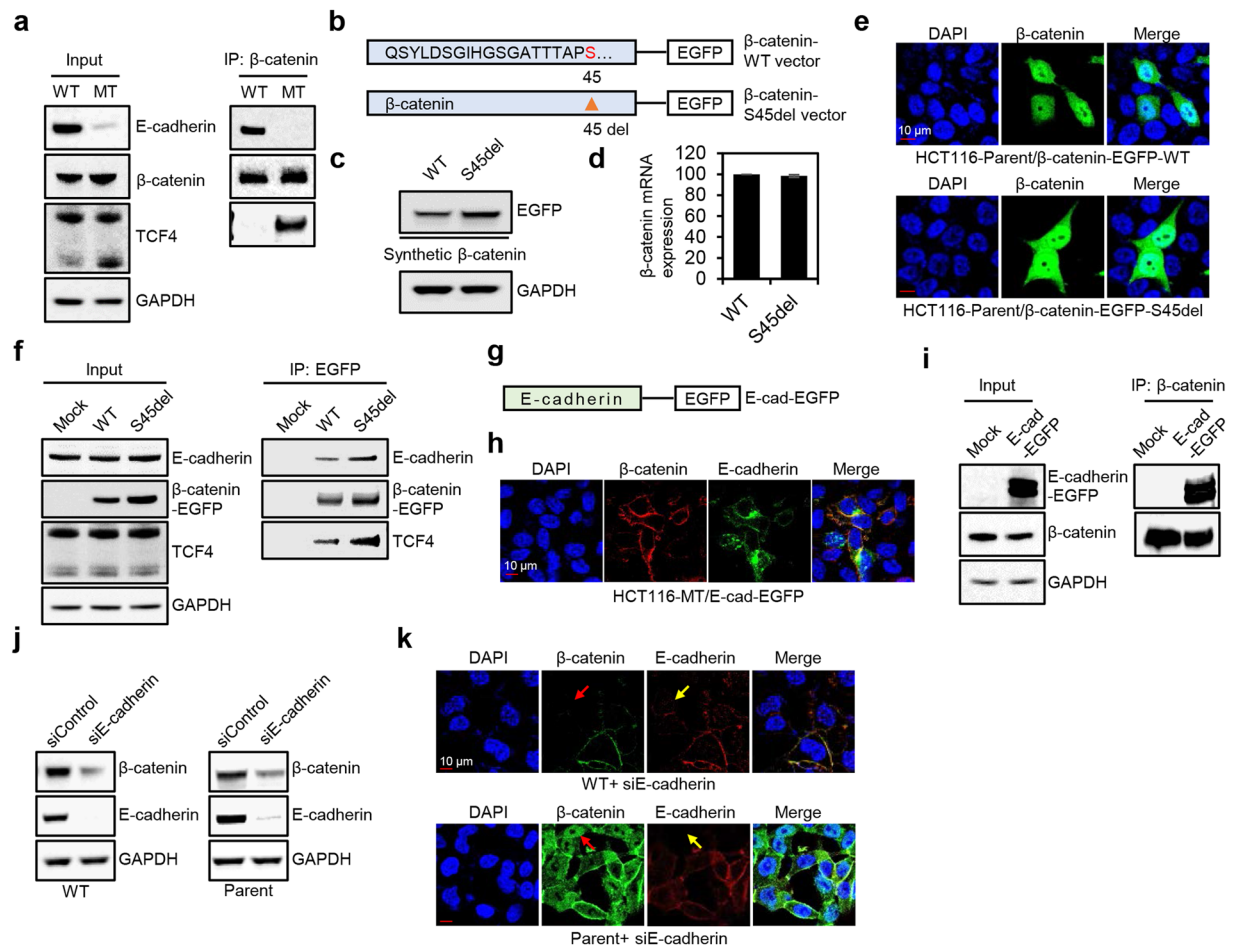 a
Input
IP: β-catenin
WT MT
WT MT
E-cadherin
β-catenin
TCF4
GAPDH
b
QSYLDSGIHGSGATTTAPS...
EGFP
β-catenin-
WT vector
45
β-catenin
EGFP
β-catenin-
S45del vector
45 del
c
WT
S45del
EGFP
Synthetic β-catenin
GAPDH
d
β-catenin mRNA
expression
120
100
80
60
40
20
0
WT
S45del
e
DAPI
β-catenin
Merge
10 μm
HCT116-Parent/β-catenin-EGFP-WT
DAPI
β-catenin
Merge
HCT116-Parent/β-catenin-EGFP-S45del
f
Input
IP: EGFP
Mock
WT
S45del
Mock
WT
S45del
E-cadherin
β-catenin
-EGFP
TCF4
GAPDH
E-cadherin
β-catenin
-EGFP
TCF4
g
E-cadherin
EGFP
E-cad-EGFP
h
DAPI
β-catenin
E-cadherin
Merge
10 μm
HCT116-MT/E-cad-EGFP
i
Input
IP: β-catenin
Mock
E-cad
-EGFP
Mock
E-cad
-EGFP
E-cadherin
-EGFP
β-catenin
GAPDH
j
siControl
siE-cadherin
siControl
siE-cadherin
β-catenin
E-cadherin
GAPDH
WT
β-catenin
E-cadherin
GAPDH
Parent
k
DAPI
β-catenin
E-cadherin
Merge
10 μm
WT+ siE-cadherin
DAPI
β-catenin
E-cadherin
Merge
Parent+ siE-cadherin